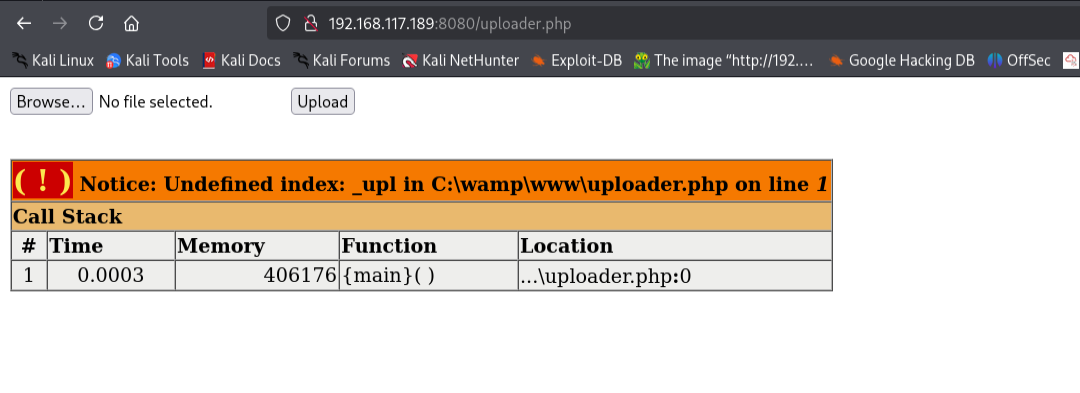 192.168.117.189:8080/uploader.php
Kali Linux Kali Tools Kali Docs Kali Forums Kali NetHunter Exploit-DB The image "http://192.… Google Hacking DB OffSec
Browse... No file selected. Upload
( ! ) Notice: Undefined index: _upl in C:\wamp\www\uploader.php on line 1
Call Stack
# Time Memory Function Location
1 0.0003 406176 {main}( ) ...\uploader.php:0